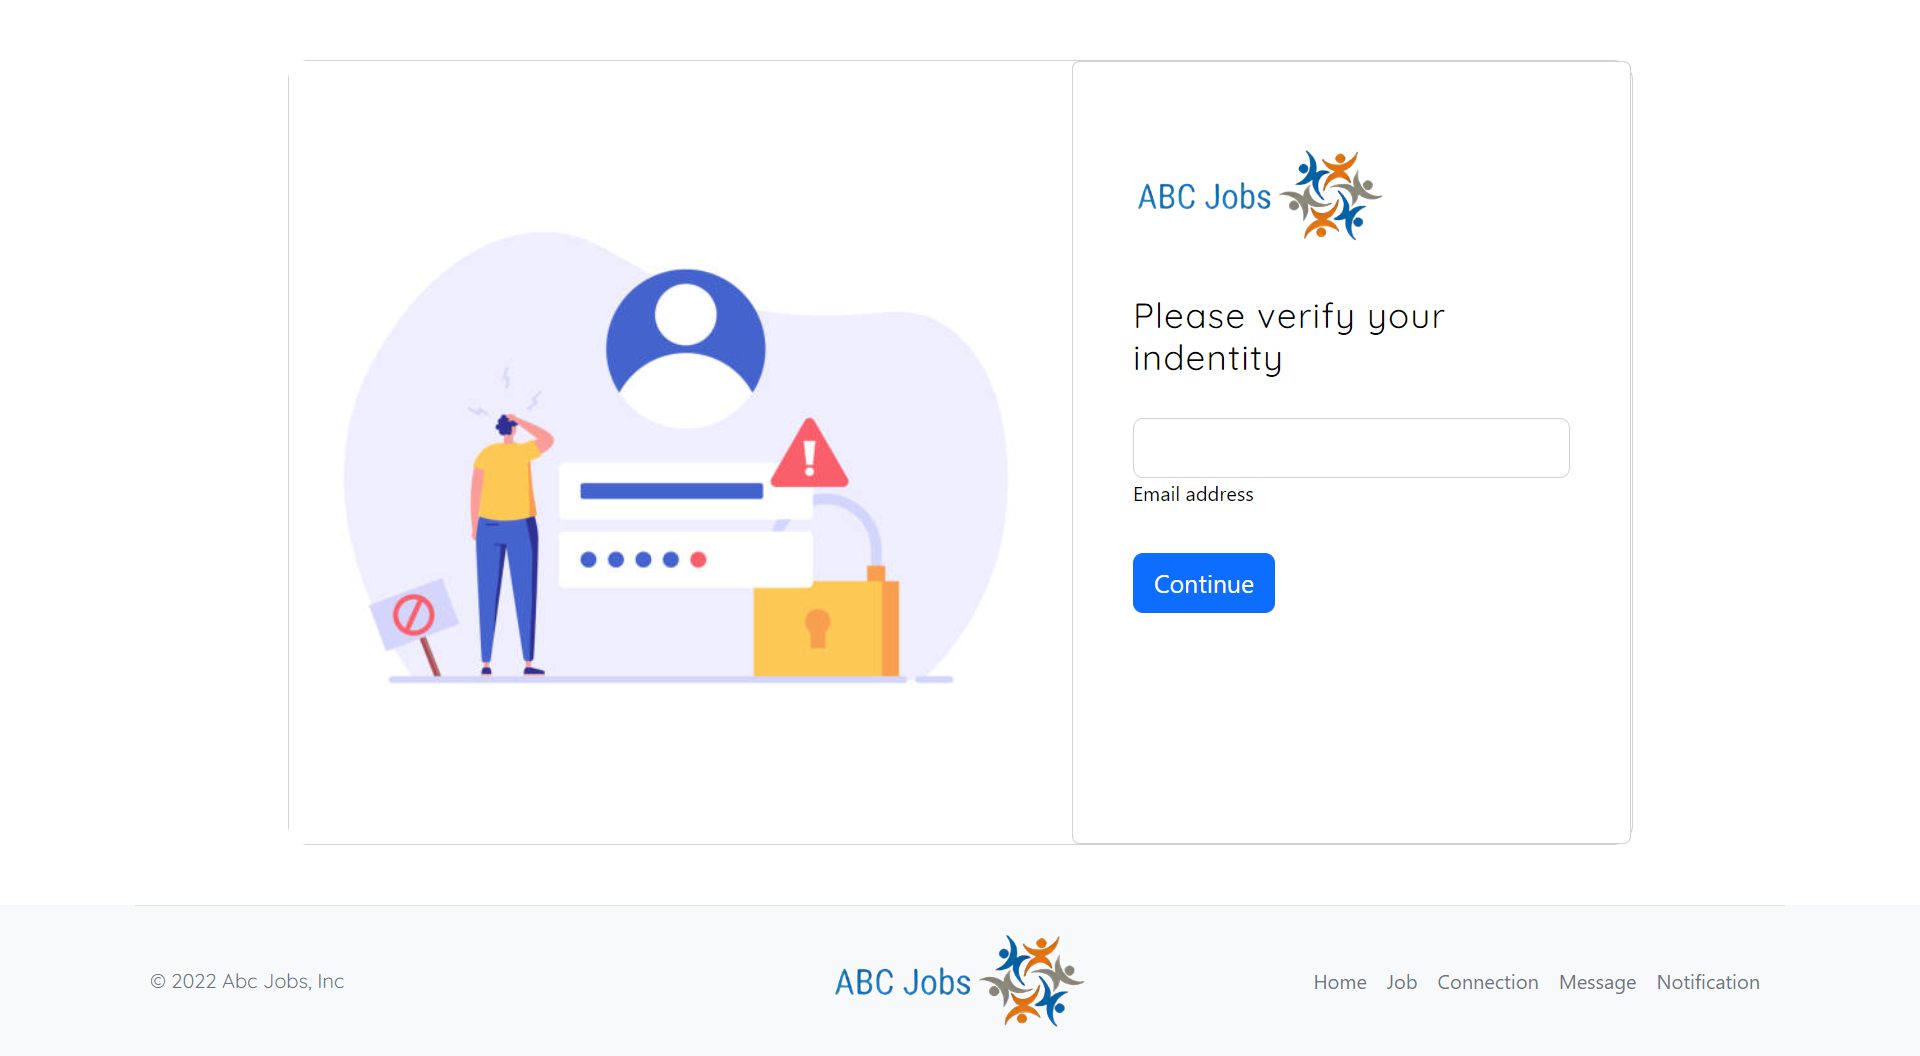 ABC Jobs
Please verify your
indentity
Email address
Continue
© 2022 Abc Jobs, Inc
ABC Jobs
Home Job Connection Message Notification